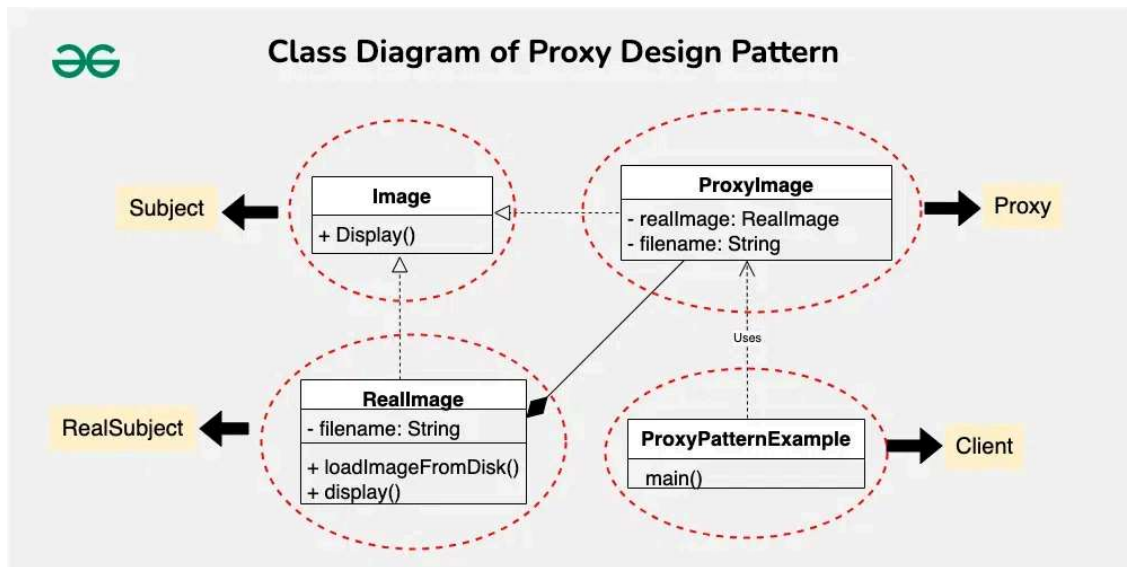 Class Diagram of Proxy Design Pattern
Image
+ Display()
Subject
ProxyImage
- realImage: RealImage
- filename: String
Proxy
Uses
RealImage
- filename: String
+ loadImageFromDisk()
+ display()
RealSubject
ProxyPatternExample
main()
Client